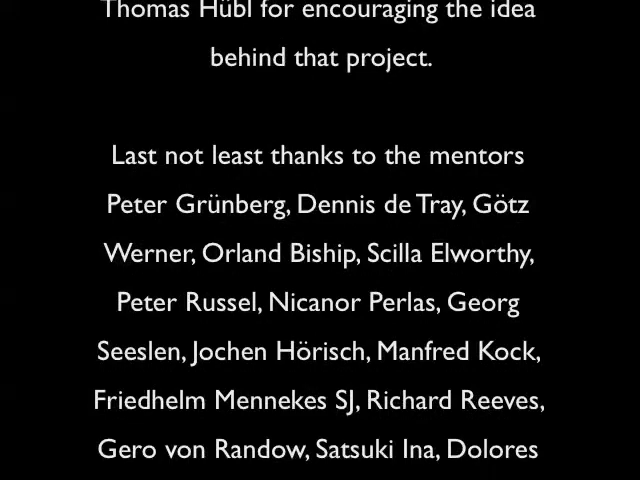 Thomas Hübl for encouraging the idea
behind that project.
Last not least thanks to the mentors
Peter Grünberg, Dennis de Tray, Götz
Werner, Orland Biship, Scilla Elworthy,
Peter Russel, Nicanor Perlas, Georg
Seeslen, Jochen Hörisch, Manfred Kock,
Friedhelm Mennekes SJ, Richard Reeves,
Gero von Randow, Satsuki Ina, Dolores